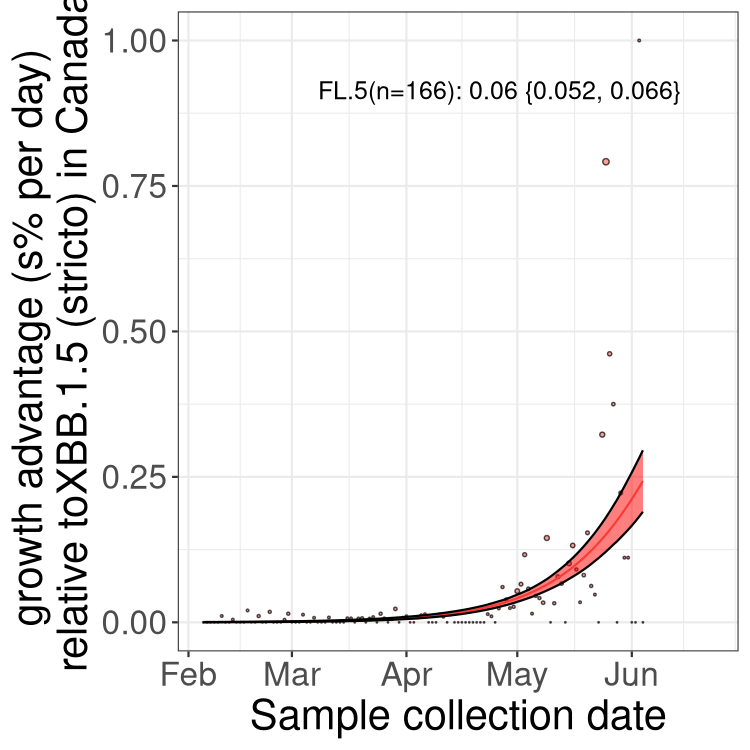 growth advantage (s% per day)
relative toXBB.1.5 (stricto) in Canada
1.00
0.75
0.50
0.25
0.00
FL.5(n=166): 0.06 {0.052, 0.066}
Feb Mar Apr May Jun
Sample collection date